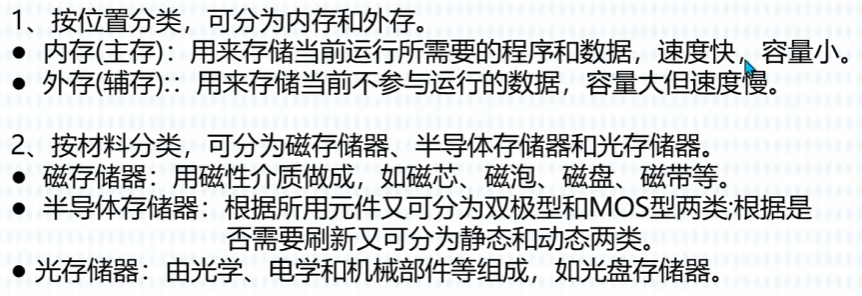 1、按位置分类，可分为内存和外存。
● 内存(主存)：用来存储当前运行所需要的程序和数据，速度快，容量小。
● 外存(辅存)：：用来存储当前不参与运行的数据，容量大但速度慢。
2、按材料分类，可分为磁存储器、半导体存储器和光存储器。
● 磁存储器：用磁性介质做成，如磁芯、磁泡、磁盘、磁带等。
● 半导体存储器：根据所用元件又可分为双极型和MOS型两类;根据是
否需要刷新又可分为静态和动态两类。
● 光存储器：由光学、电学和机械部件等组成，如光盘存储器。